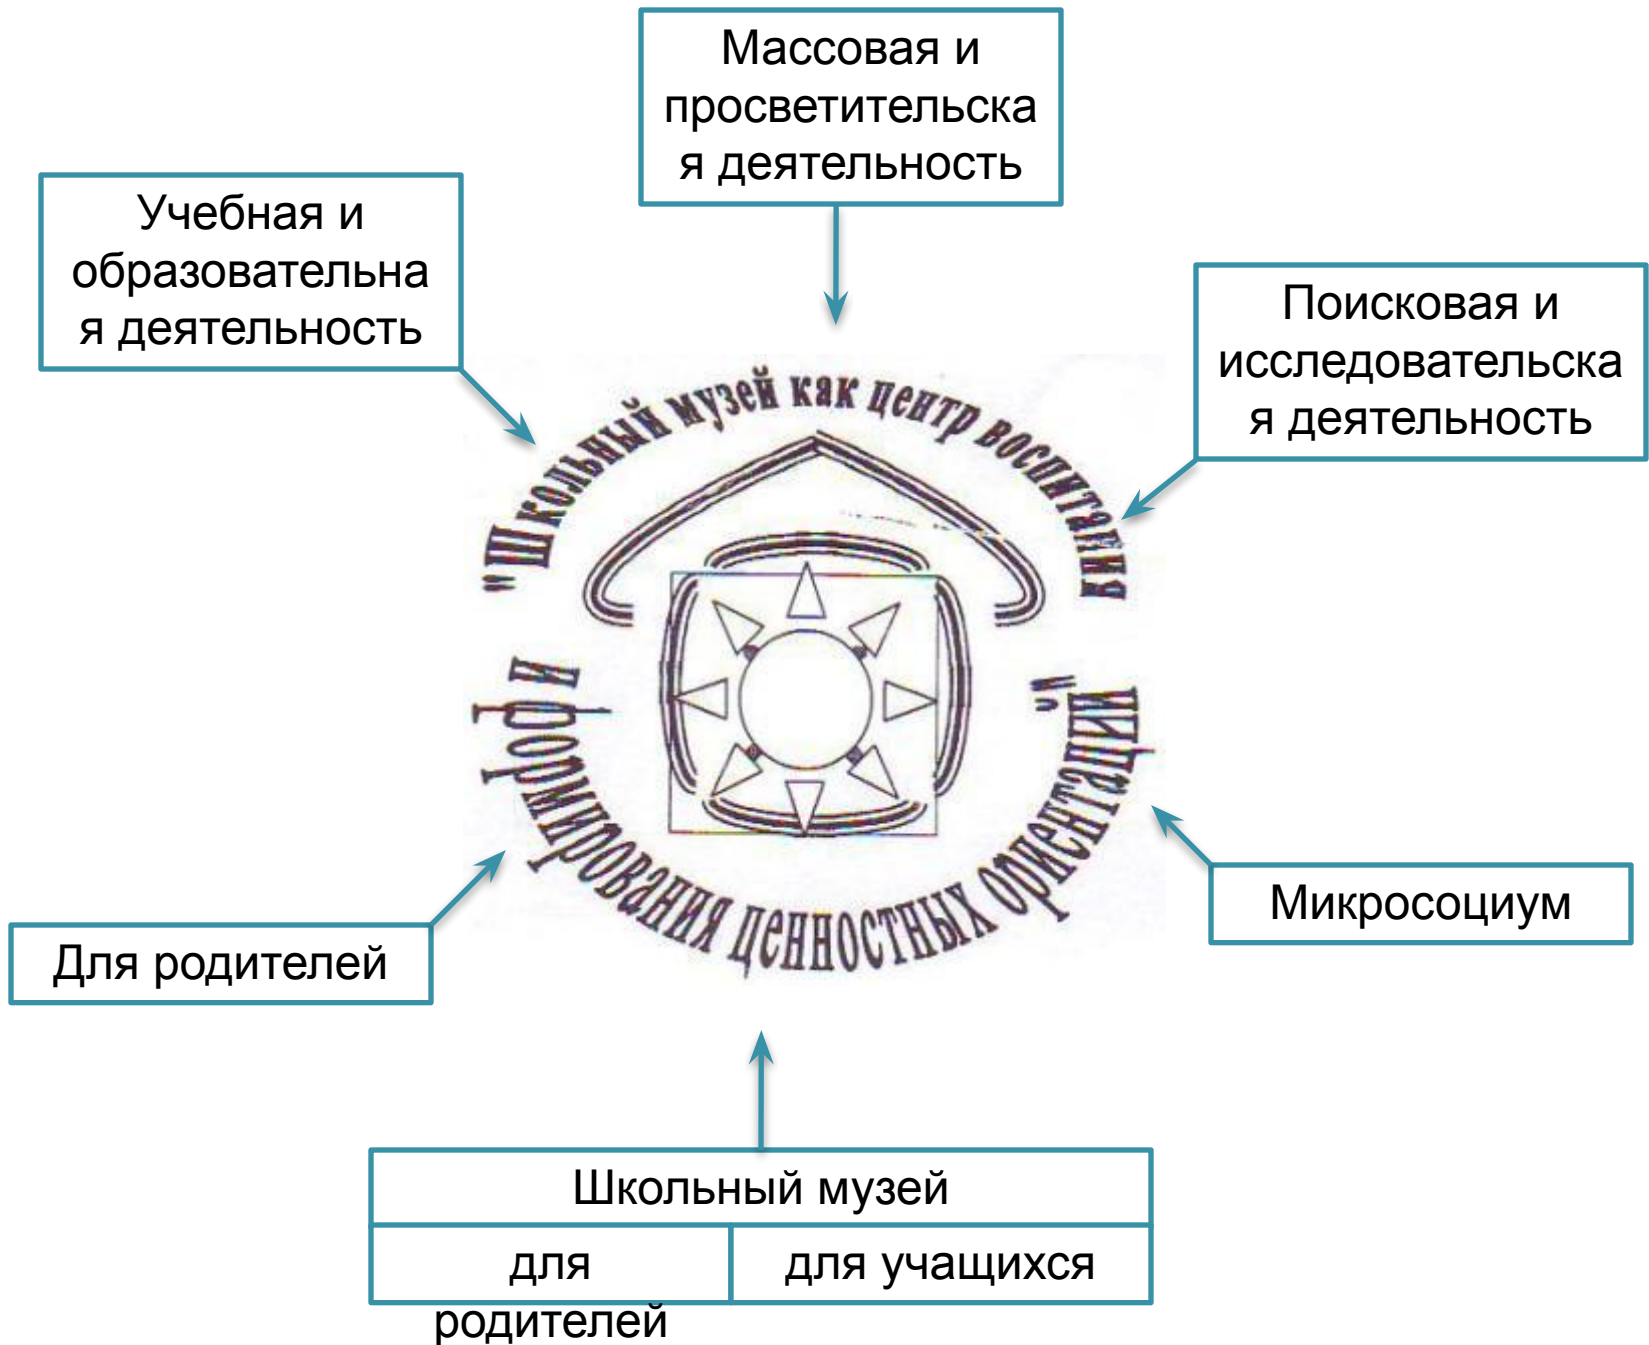 Массовая и
просветительска
я деятельность
Учебная и
образовательна
я деятельность
Поисковая и
исследовательска
я деятельность
"Школьный музей как центр воспитания
и формирования ценностных ориентаций"
Микросоциум
Для родителей
Школьный музей
для
родителей
для учащихся